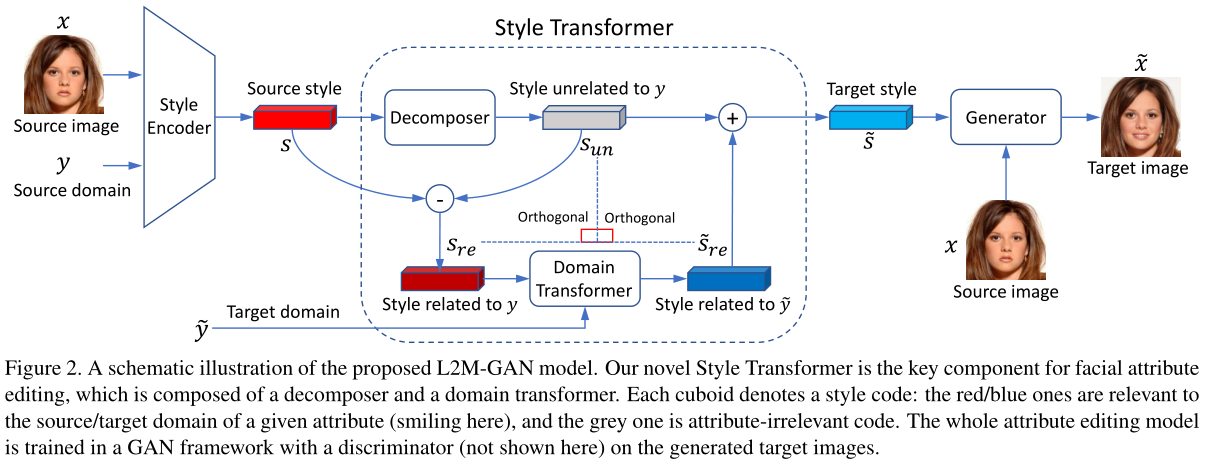 Style Transformer
x
Source image
y
Source domain
Style
Encoder
Source style
s
Decomposer
Style unrelated to y
s_un
+
-
Orthogonal Orthogonal
s_re
s̃_re
Style related to y
Domain
Transformer
Style related to ỹ
Target domain
ỹ
Target style
s̃
Generator
x̃
Target image
x
Source image
Figure 2. A schematic illustration of the proposed L2M-GAN model. Our novel Style Transformer is the key component for facial attribute
editing, which is composed of a decomposer and a domain transformer. Each cuboid denotes a style code: the red/blue ones are relevant to
the source/target domain of a given attribute (smiling here), and the grey one is attribute-irrelevant code. The whole attribute editing model
is trained in a GAN framework with a discriminator (not shown here) on the generated target images.